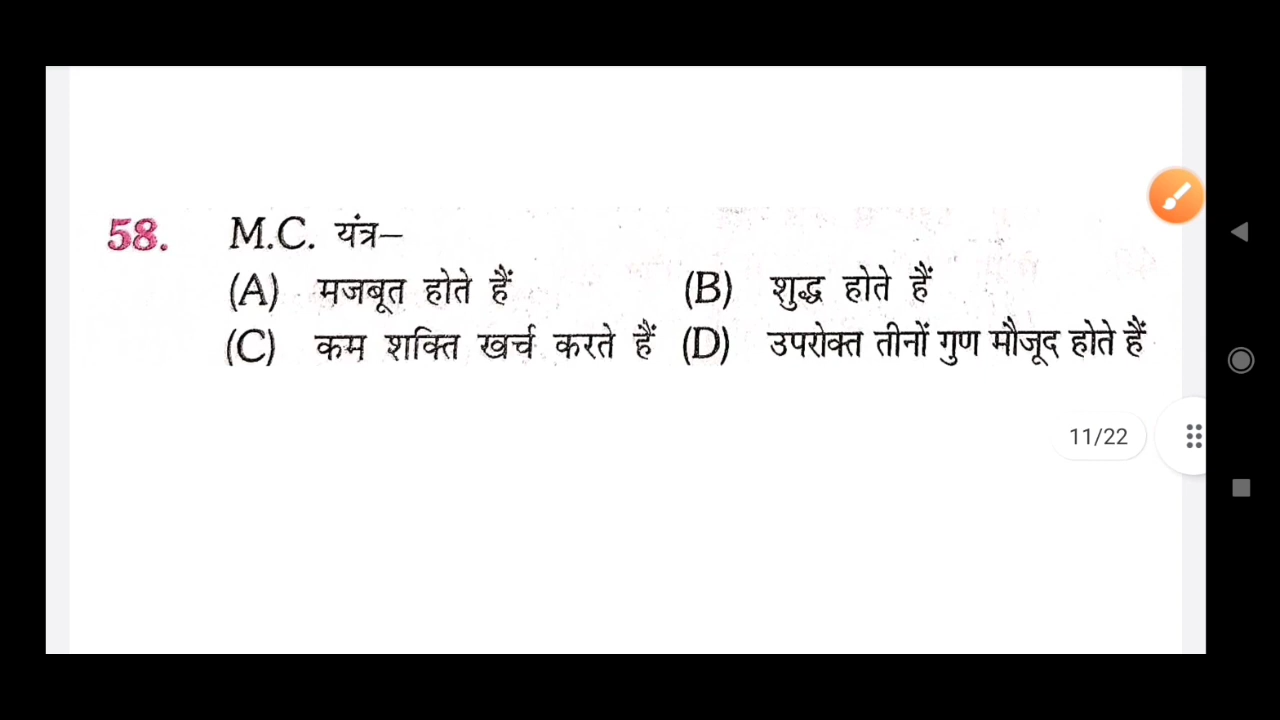 58. M.C. यंत्र–
(A) मजबूत होते हैं (B) शुद्ध होते हैं
(C) कम शक्ति खर्च करते हैं (D) उपरोक्त तीनों गुण मौजूद होते हैं
11/22